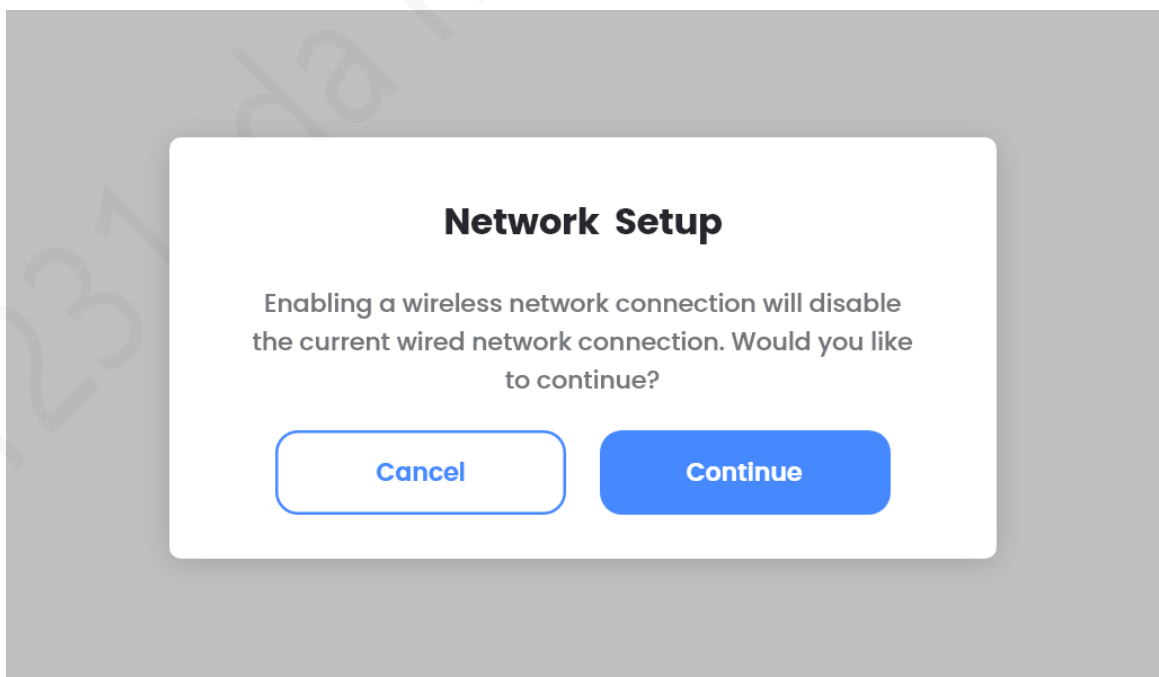 Network Setup
Enabling a wireless network connection will disable
the current wired network connection. Would you like
to continue?
Cancel
Continue